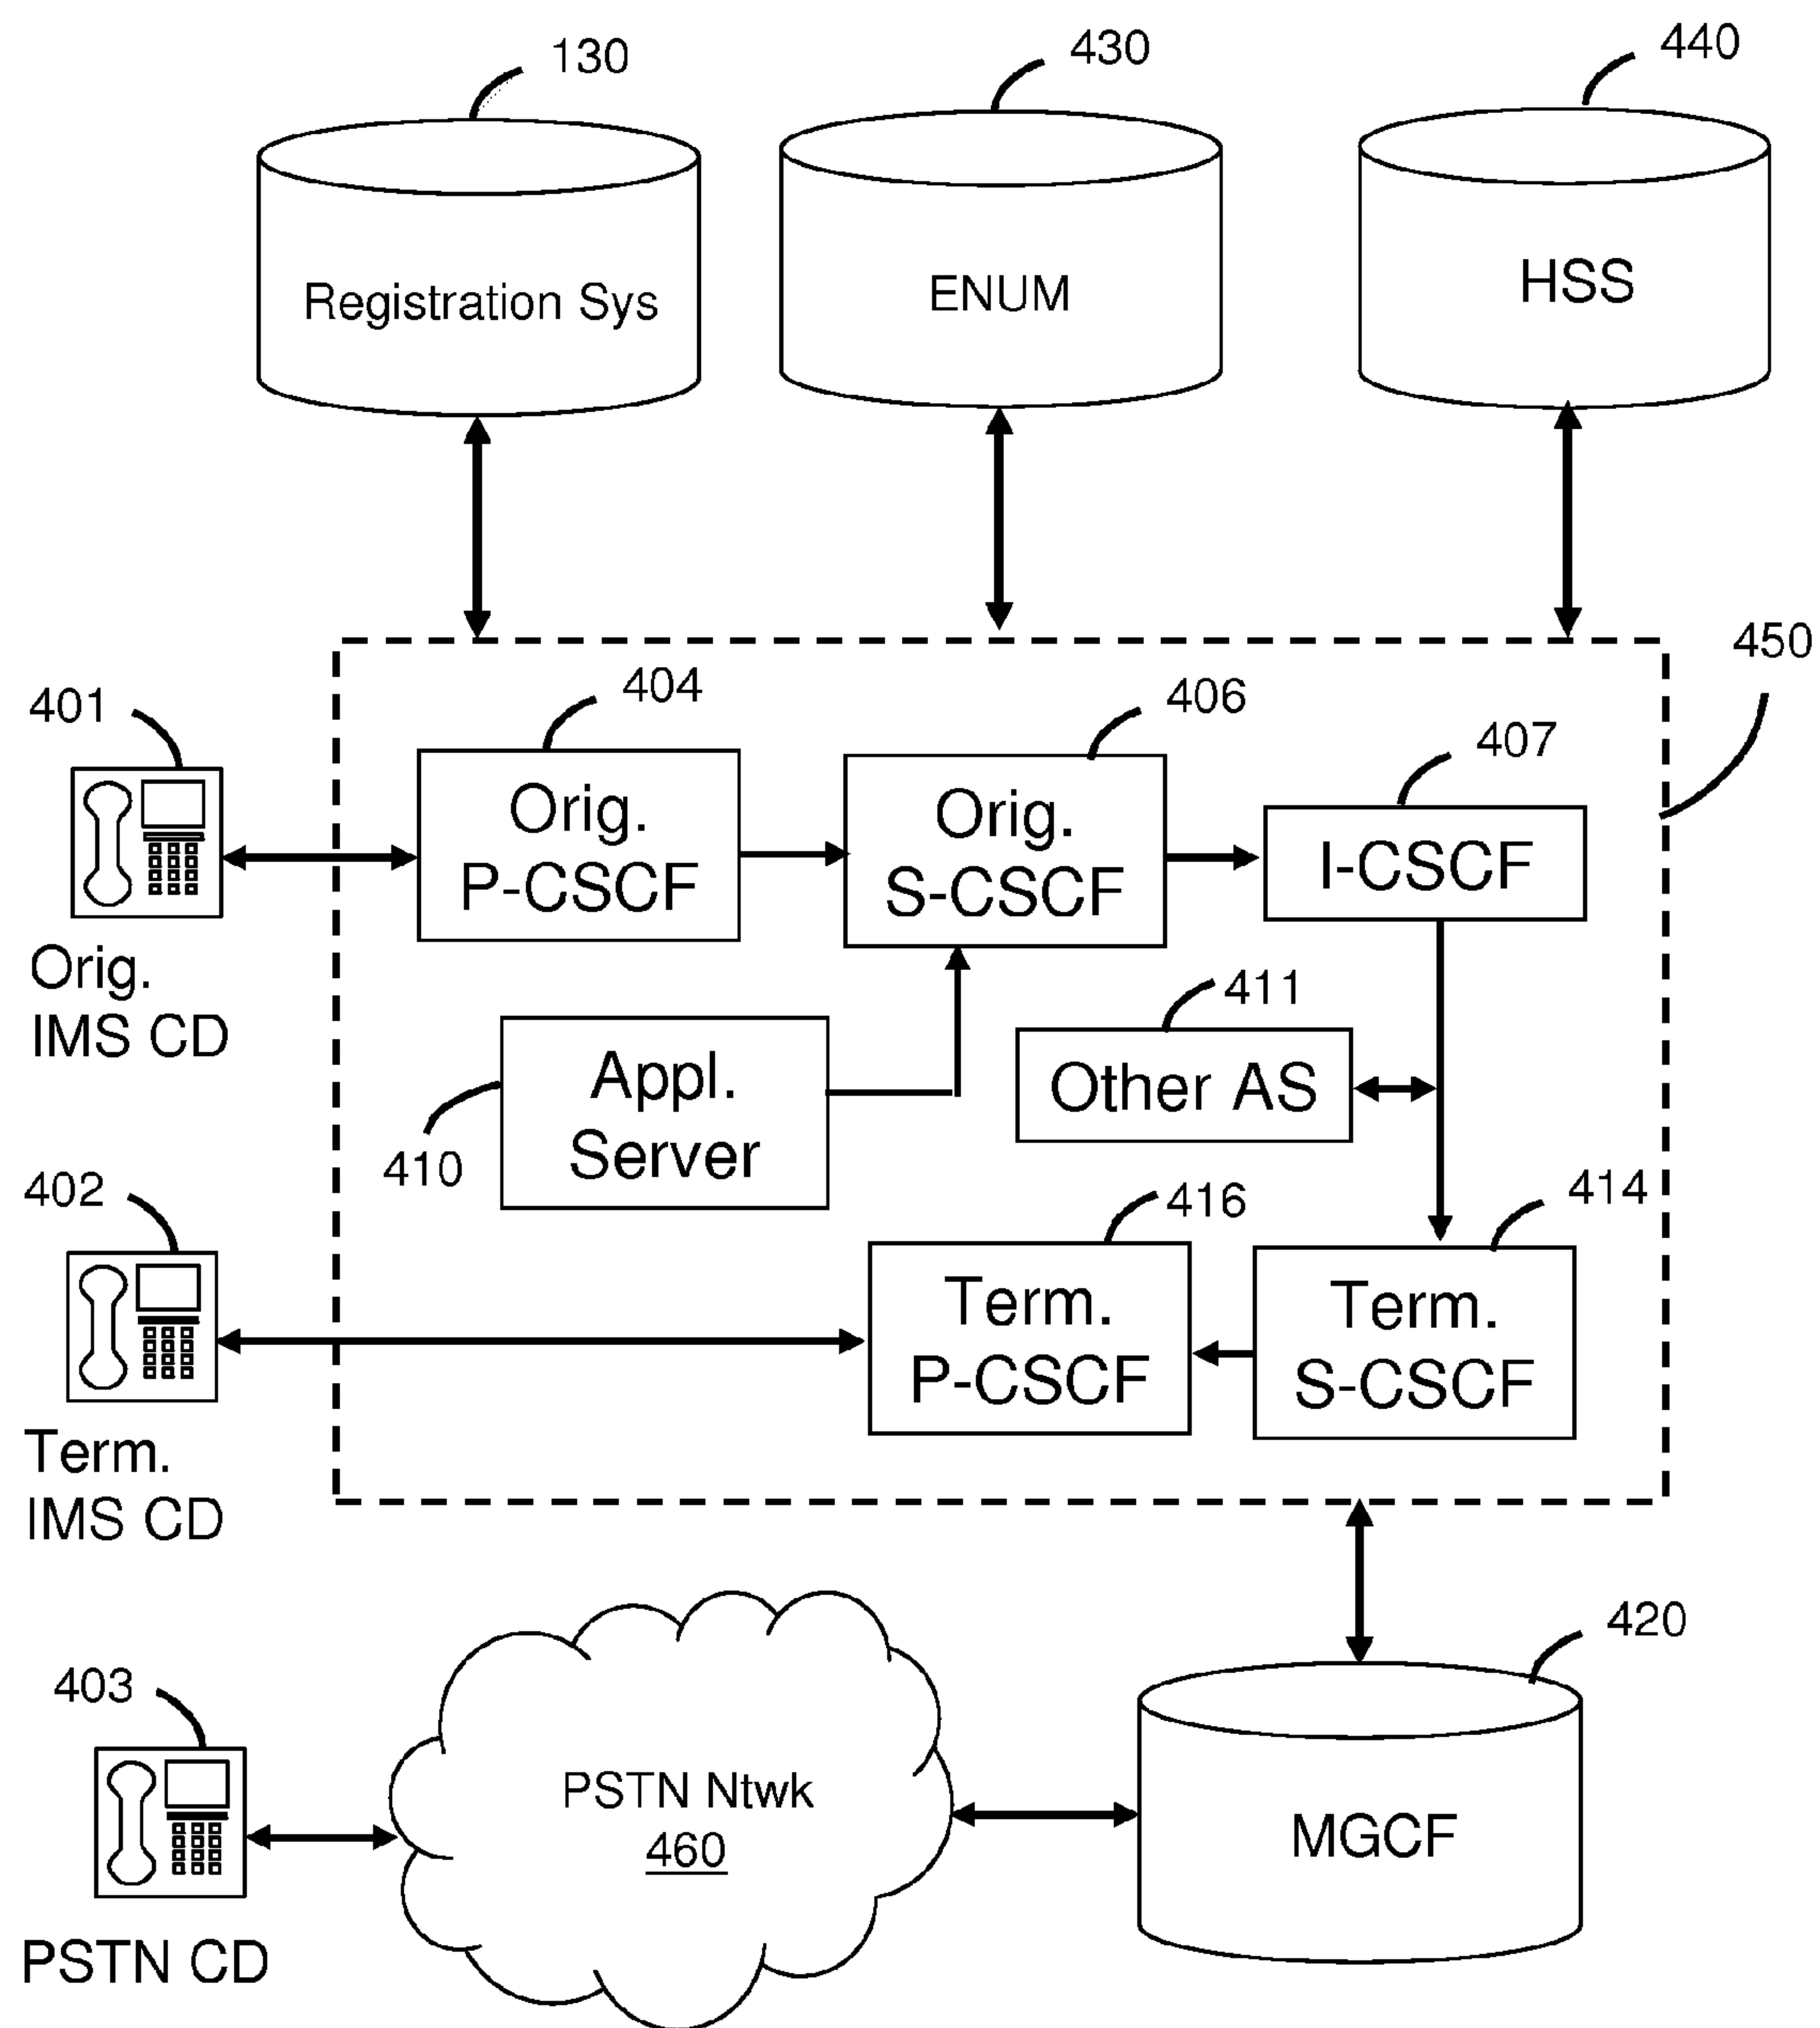 130
430
440
Registration Sys
ENUM
HSS
450
401
404
406
407
Orig.
P-CSCF
Orig.
S-CSCF
I-CSCF
Orig.
IMS CD
411
Appl.
Server
Other AS
410
402
416
414
Term.
P-CSCF
Term.
S-CSCF
Term.
IMS CD
420
403
PSTN Ntwk
460
MGCF
PSTN CD